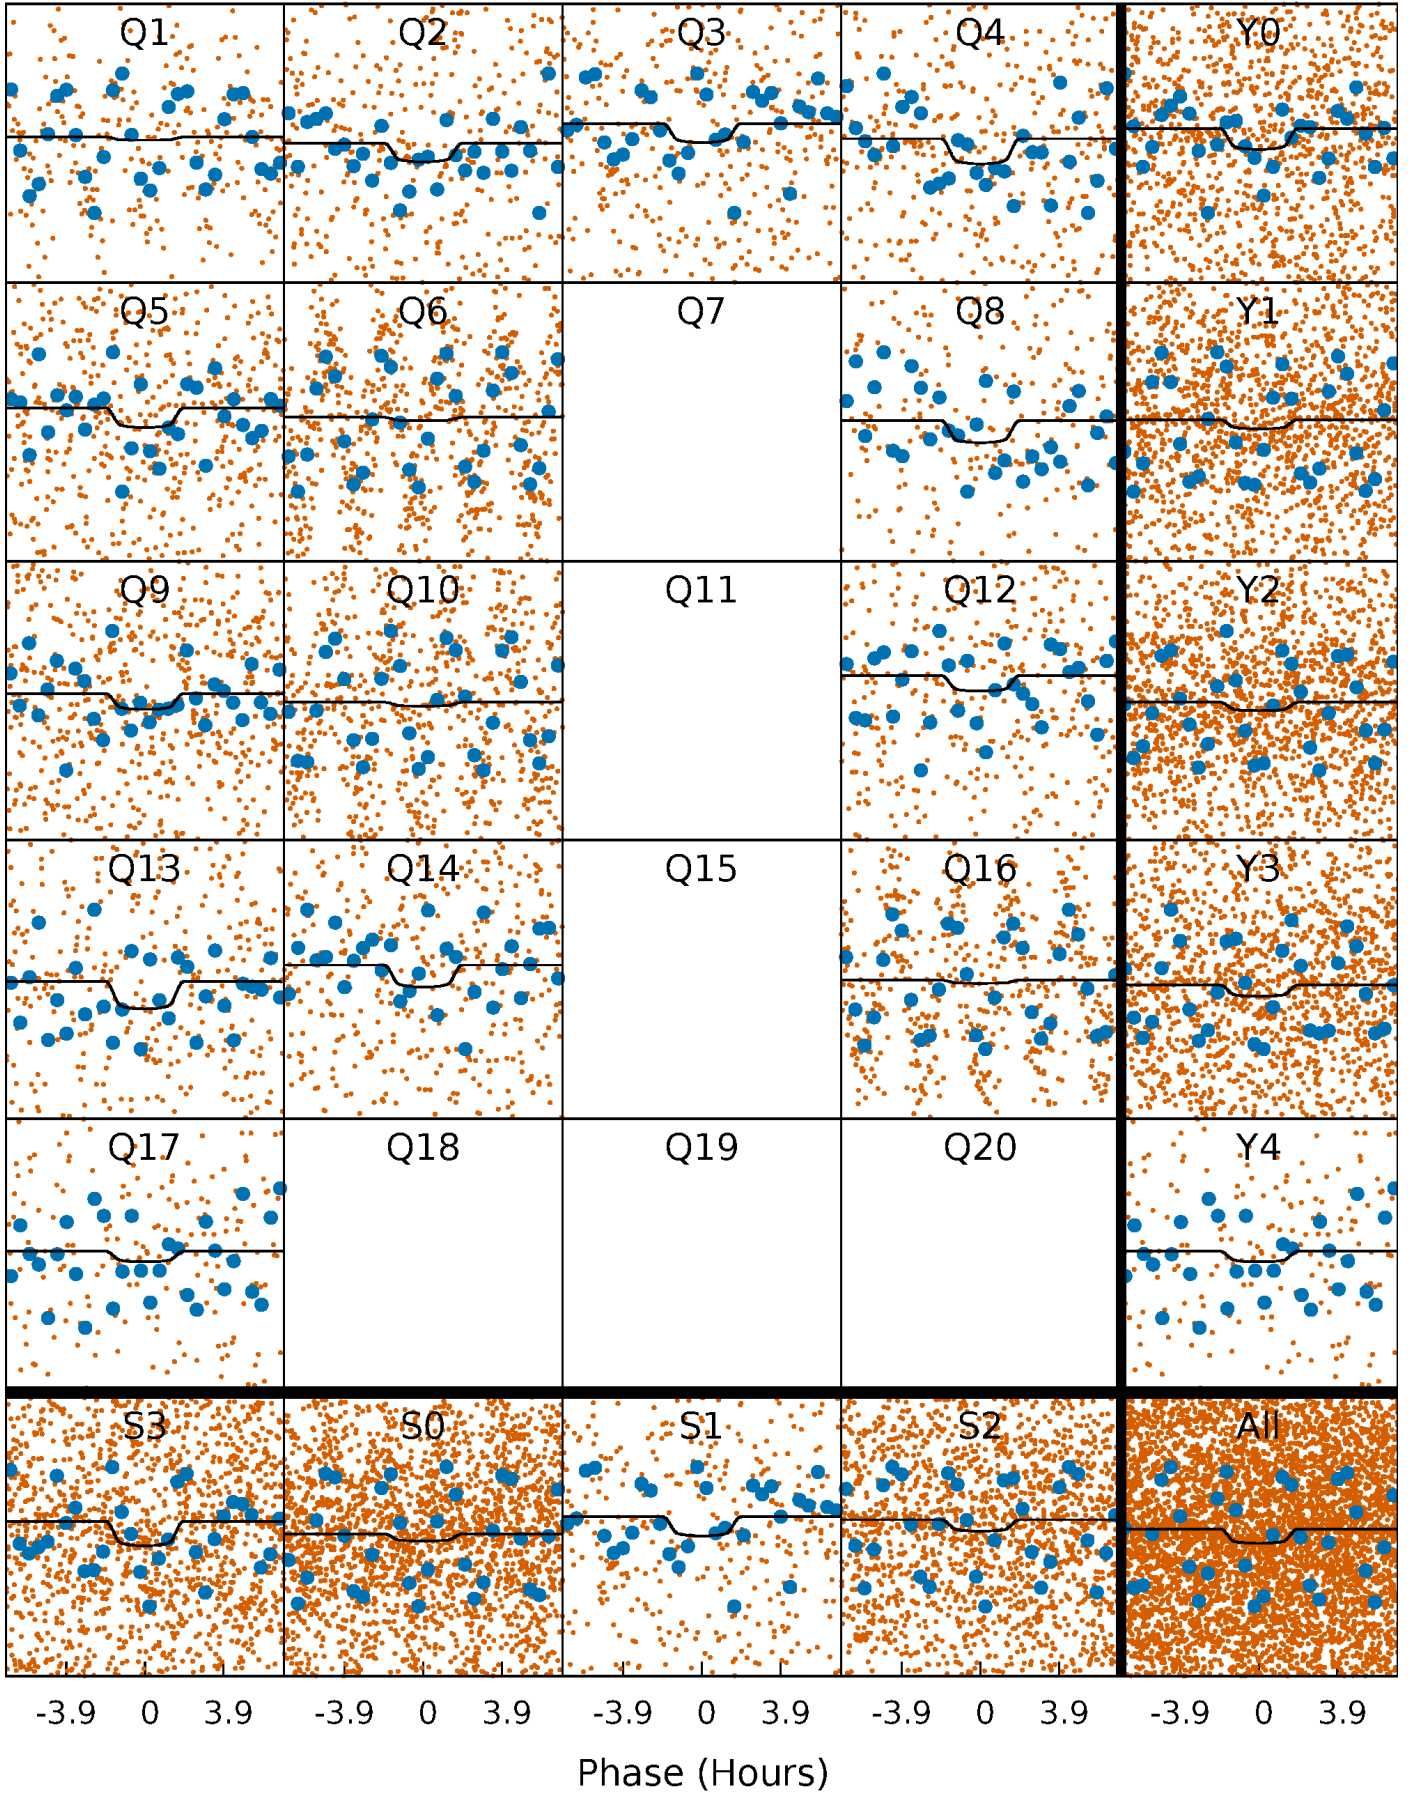 Q1 Q2 Q3 Q4 Y0
Q5 Q6 Q7 Q8 Y1
Q9 Q10 Q11 Q12 Y2
Q13 Q14 Q15 Q16 Y3
Q17 Q18 Q19 Q20 Y4
S3 S0 S1 S2 All
-3.9 0 3.9 -3.9 0 3.9 -3.9 0 3.9 -3.9 0 3.9 -3.9 0 3.9
Phase (Hours)